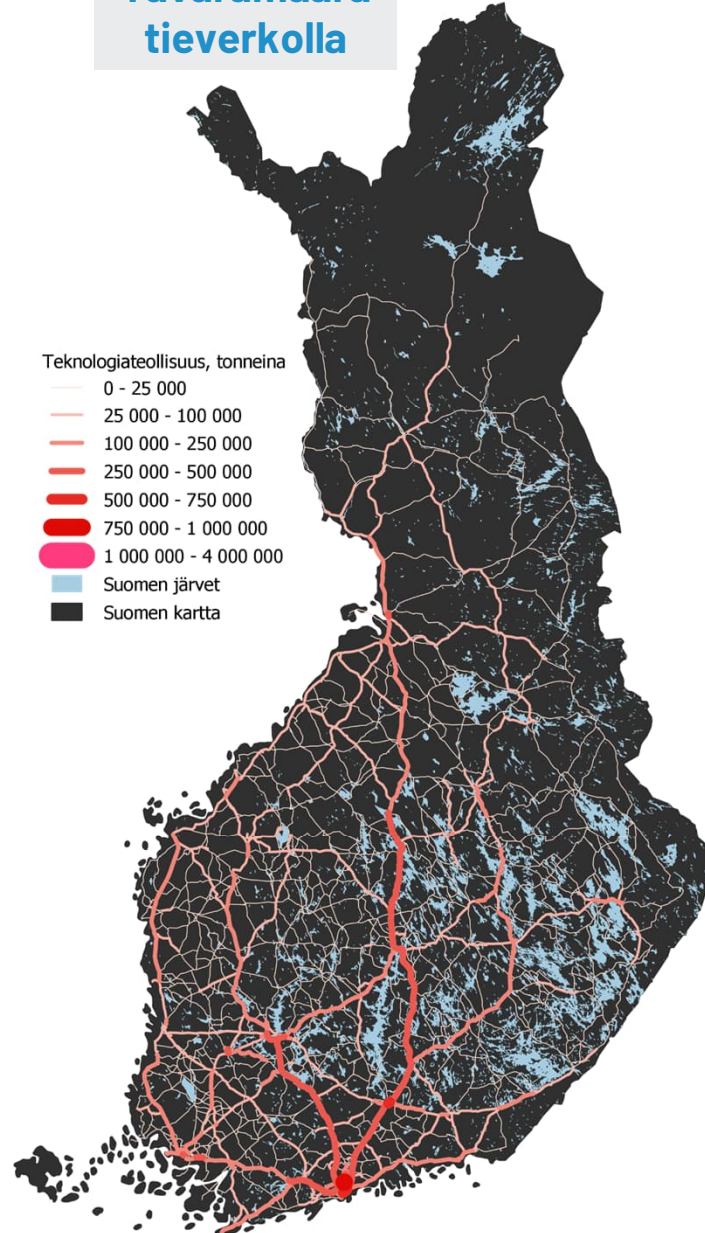 tieverkolla
Teknologiateollisuus, tonneina
0 - 25 000
25 000 - 100 000
100 000 - 250 000
250 000 - 500 000
500 000 - 750 000
750 000 - 1 000 000
1 000 000 - 4 000 000
Suomen järvet
Suomen kartta